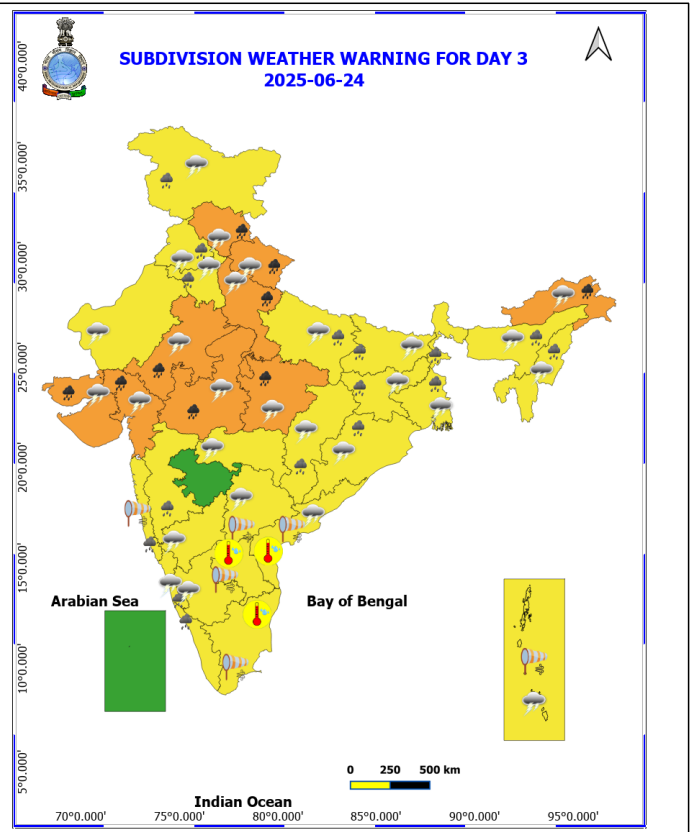 SUBDIVISION WEATHER WARNING FOR DAY 3
2025-06-24
40°0.000'
35°0.000'
30°0.000'
25°0.000'
20°0.000'
15°0.000'
10°0.000'
5°0.000'
Arabian Sea
Bay of Bengal
0 250 500 km
Indian Ocean
70°0.000' 75°0.000' 80°0.000' 85°0.000' 90°0.000' 95°0.000'